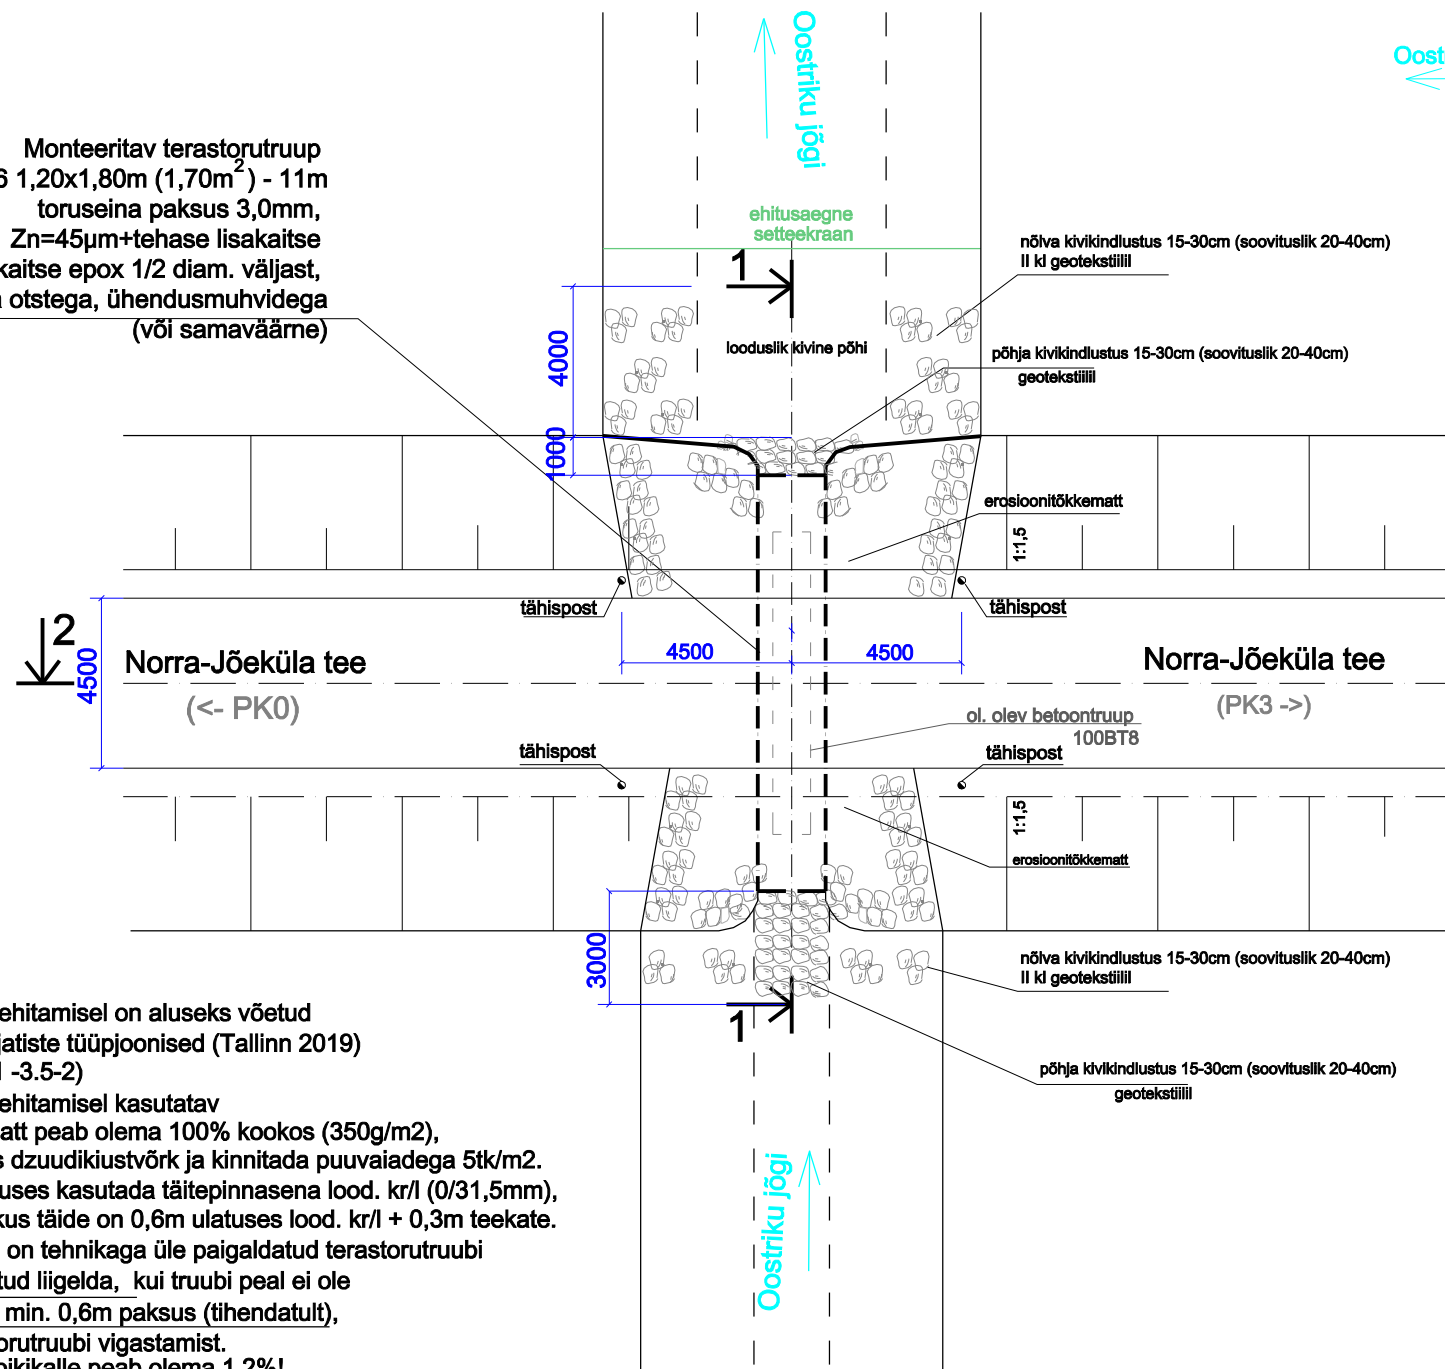 Oostriku jõgi
Monteeritav terastorutruup
6 1,20x1,80m (1,70m²) - 11m
toruseina paksus 3,0mm,
Zn=45µm+tehase lisakaitse
kaitse epox 1/2 diam. väljast,
otstega, ühendusmuhvidega
(või samaväärne)
ehitusaegne
setteekraan
1
nõlva kivikindlustus 15-30cm (soovituslik 20-40cm)
II kl geotekstiilil
4000
looduslik kivine põhi
põhja kivikindlustus 15-30cm (soovituslik 20-40cm)
geotekstiilil
1000
erosioonitõkkematt
1:1,5
tähispost
tähispost
2
4500
4500
4500
Norra-Jõeküla tee
(<- PK0)
Norra-Jõeküla tee
(PK3 ->)
ol. olev betoontruup
100BT8
tähispost
tähispost
1:1,5
erosioonitõkkematt
3000
nõlva kivikindlustus 15-30cm (soovituslik 20-40cm)
II kl geotekstiilil
1
põhja kivikindlustus 15-30cm (soovituslik 20-40cm)
geotekstiilil
Oostriku jõgi
ehitamisel on aluseks võetud
jatiste tüüpjoonised (Tallinn 2019)
-3.5-2)
ehitamisel kasutatav
att peab olema 100% kookos (350g/m2),
s dzuudikiustvõrk ja kinnitada puuvaiadega 5tk/m2.
uses kasutada täitepinnasena lood. kr/l (0/31,5mm),
kus täide on 0,6m ulatuses lood. kr/l + 0,3m teekate.
on tehnikaga üle paigaldatud terastorutruubi
tud liigelda, kui truubi peal ei ole
min. 0,6m paksus (tihendatult),
orutruubi vigastamist.
pikikalle peab olema 1,2%!